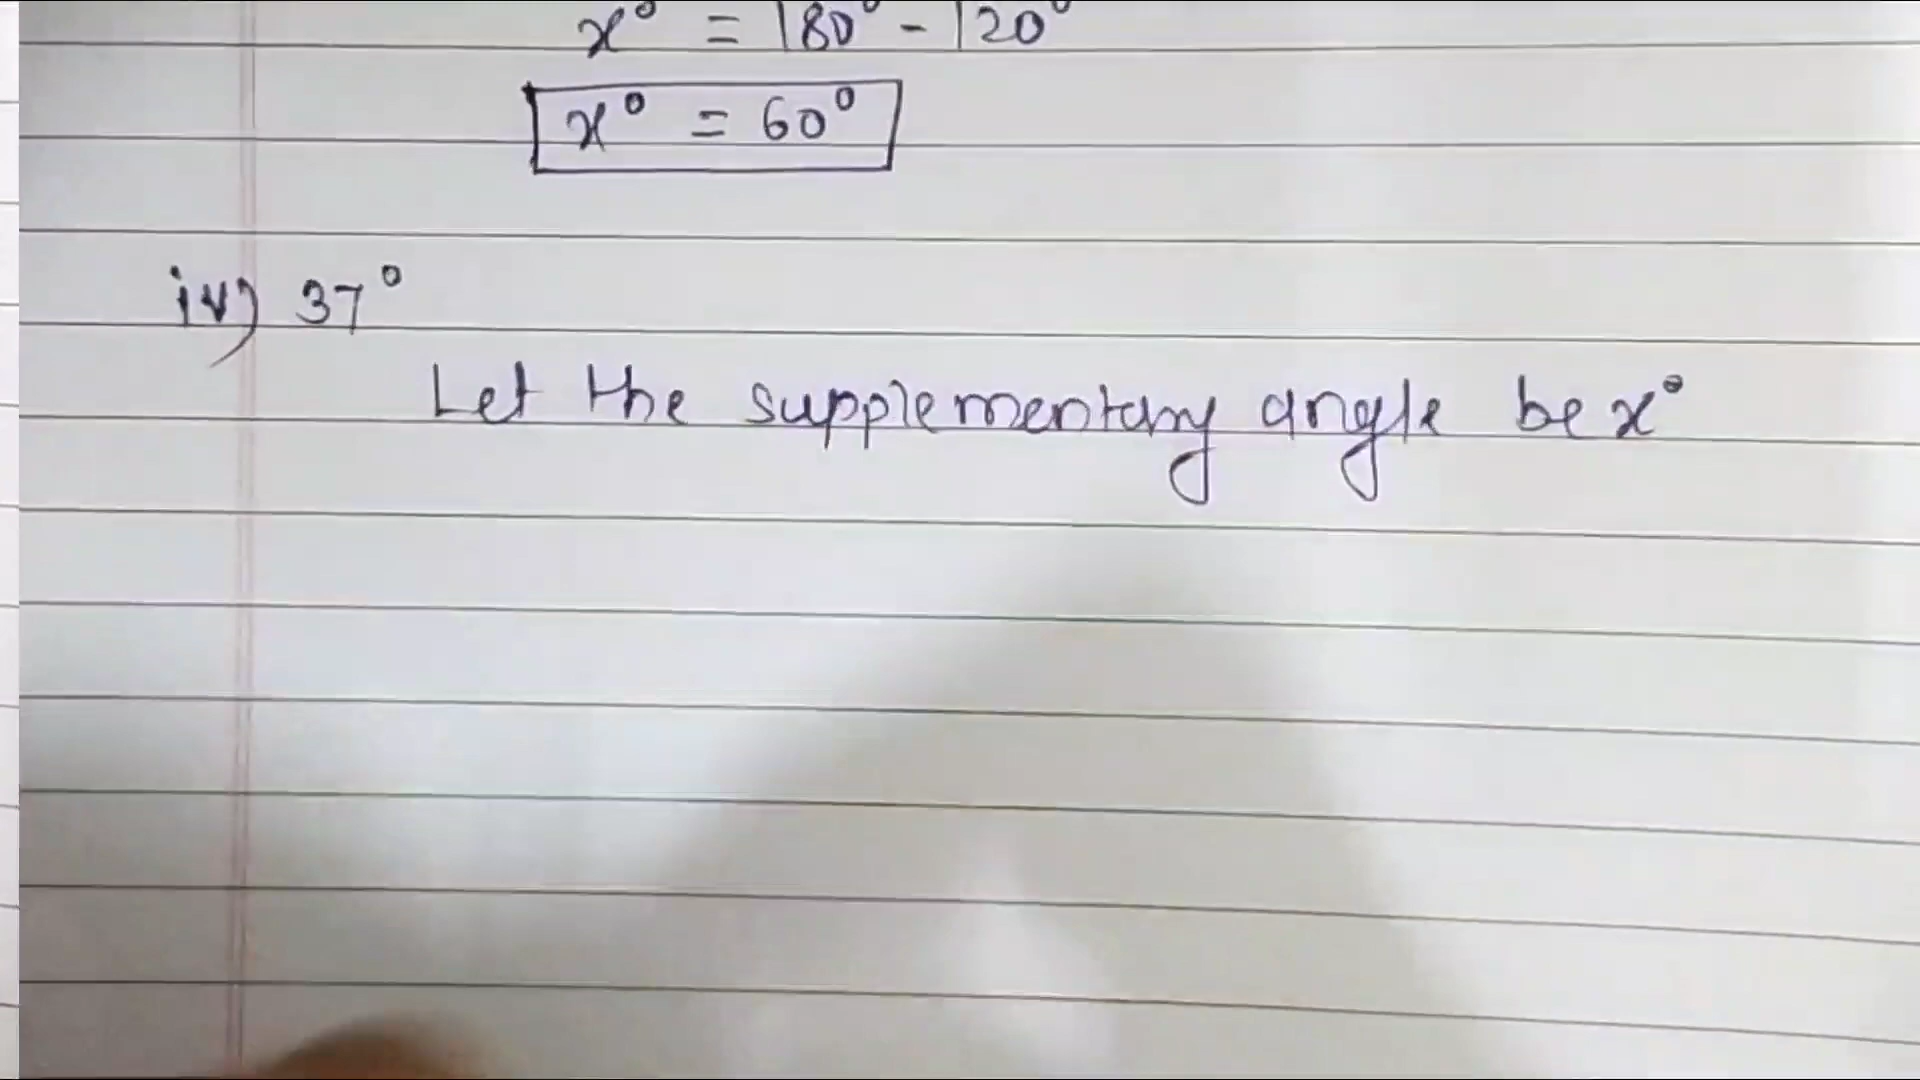 x° = 180° - 120°
x° = 60°
iv) 37°
Let the supplementary angle be x°